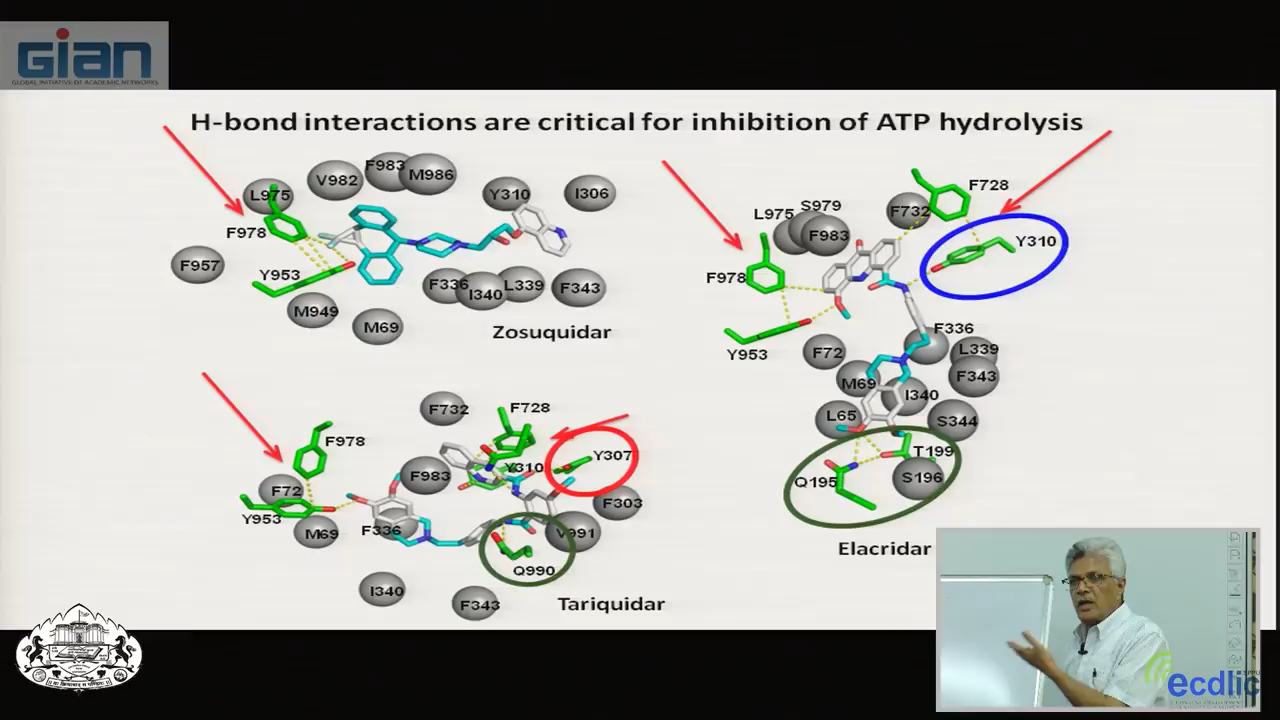 GIAN
GLOBAL INITIATIVE OF ACADEMIC NETWORKS
H-bond interactions are critical for inhibition of ATP hydrolysis
L975
V982
F983
M986
Y310
I306
F978
F957
Y953
M949
M69
F336
I340
L339
F343
Zosuquidar
F728
F732
S979
L975
F983
Y310
F978
Y953
F72
F336
L339
F343
M69
I340
L65
S344
T199
Q195
S196
Elacridar
F732
F728
F978
F983
Y310
Y307
F72
Y953
M69
F336
F303
V991
Q990
I340
F343
Tariquidar
ecdlic